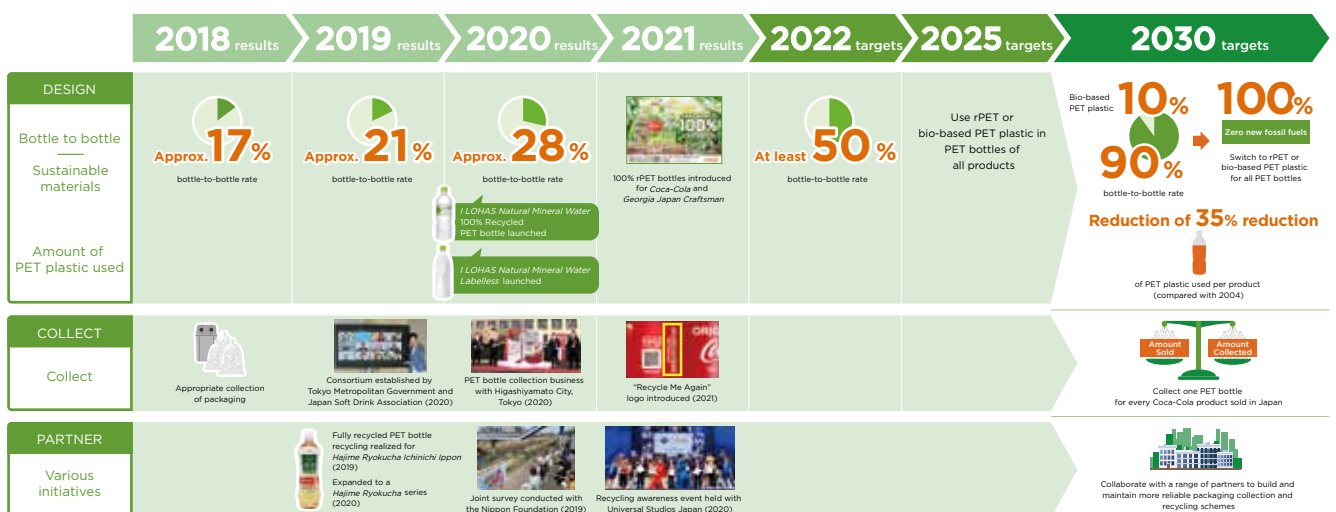 2018 results
2019 results
2020 results
2021 results
2022 targets
2025 targets
2030 targets
DESIGN
Bottle to bottle
Sustainable
materials
Amount of
PET plastic used
Approx. 17%
bottle-to-bottle rate
Approx. 21%
bottle-to-bottle rate
Approx. 28%
bottle-to-bottle rate
I LOHAS Natural Mineral Water
100% Recycled
PET bottle launched
I LOHAS Natural Mineral Water
Labelless launched
100%
100% rPET bottles introduced
for Coca-Cola and
Georgia Japan Craftsman
At least 50%
bottle-to-bottle rate
Use rPET or
bio-based PET plastic in
PET bottles of
all products
Bio-based
PET plastic
10%
90%
bottle-to-bottle rate
100%
Zero new fossil fuels
Switch to rPET or
bio-based PET plastic
for all PET bottles
Reduction of 35% reduction
of PET plastic used per product
(compared with 2004)
COLLECT
Collect
Appropriate collection
of packaging
Consortium established by
Tokyo Metropolitan Government and
Japan Soft Drink Association (2020)
PET bottle collection business
with Higashiyamato City,
Tokyo (2020)
"Recycle Me Again"
logo introduced (2021)
Amount
Sold
Amount
Collected
Collect one PET bottle
for every Coca-Cola product sold in Japan
PARTNER
Various
initiatives
Fully recycled PET bottle
recycling realized for
Hajime Ryokucha Ichinichi Ippon
(2019)
Expanded to a
Hajime Ryokucha series
(2020)
Joint survey conducted with
the Nippon Foundation (2019)
Recycling awareness event held with
Universal Studios Japan (2020)
Collaborate with a range of partners to build and
maintain more reliable packaging collection and
recycling schemes